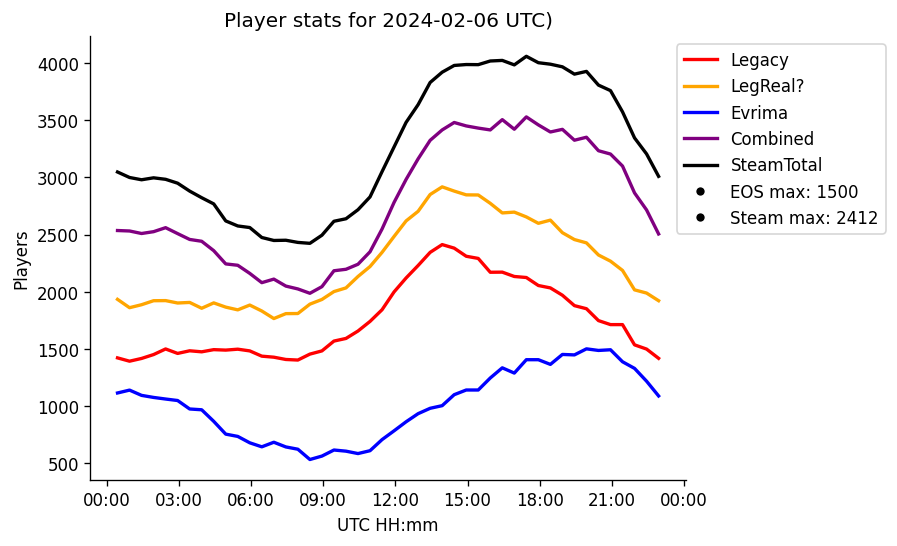 Player stats for 2024-02-06 UTC)
Legacy
LegReal?
Evrima
Combined
SteamTotal
EOS max: 1500
Steam max: 2412
Players
4000
3500
3000
2500
2000
1500
1000
500
00:00 03:00 06:00 09:00 12:00 15:00 18:00 21:00 00:00
UTC HH:mm